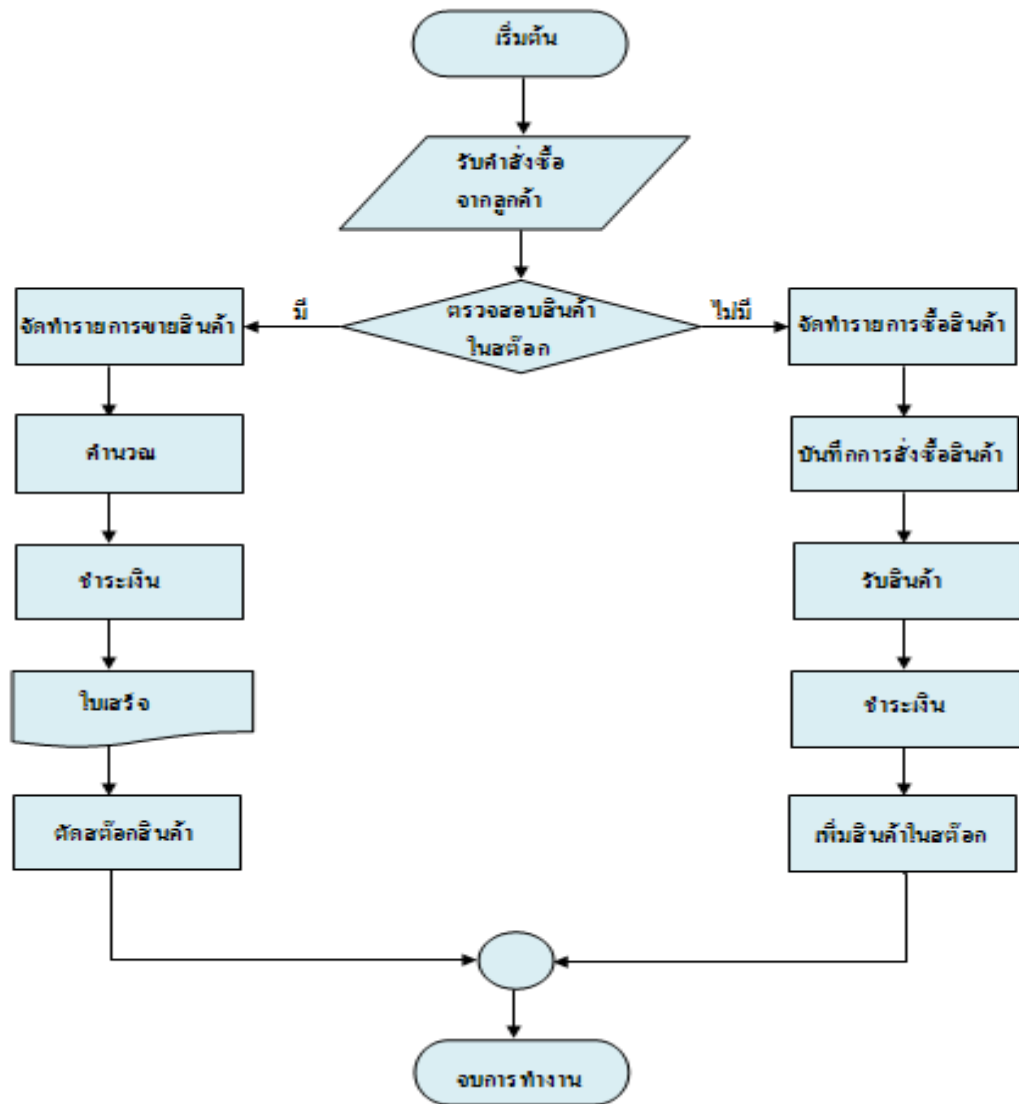 เริ่มต้น
รับคำสั่งซื้อ
จากลูกค้า
ตรวจสอบสินค้า
ในสต๊อก
มี
ไม่มี
จัดทำรายการขายสินค้า
คำนวณ
ชำระเงิน
ใบเสร็จ
ตัดสต๊อกสินค้า
จัดทำรายการซื้อสินค้า
บันทึกการสั่งซื้อสินค้า
รับสินค้า
ชำระเงิน
เพิ่มสินค้าในสต๊อก
จบการทำงาน